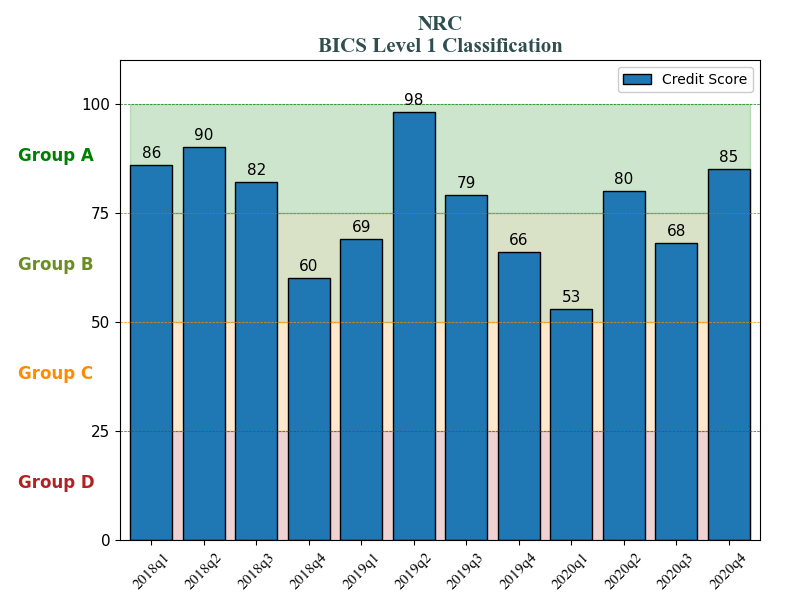 NRC
BICS Level 1 Classification
Credit Score
100
75
50
25
0
Group A
Group B
Group C
Group D
86
90
82
60
69
98
79
66
53
80
68
85
2018q1
2018q2
2018q3
2018q4
2019q1
2019q2
2019q3
2019q4
2020q1
2020q2
2020q3
2020q4